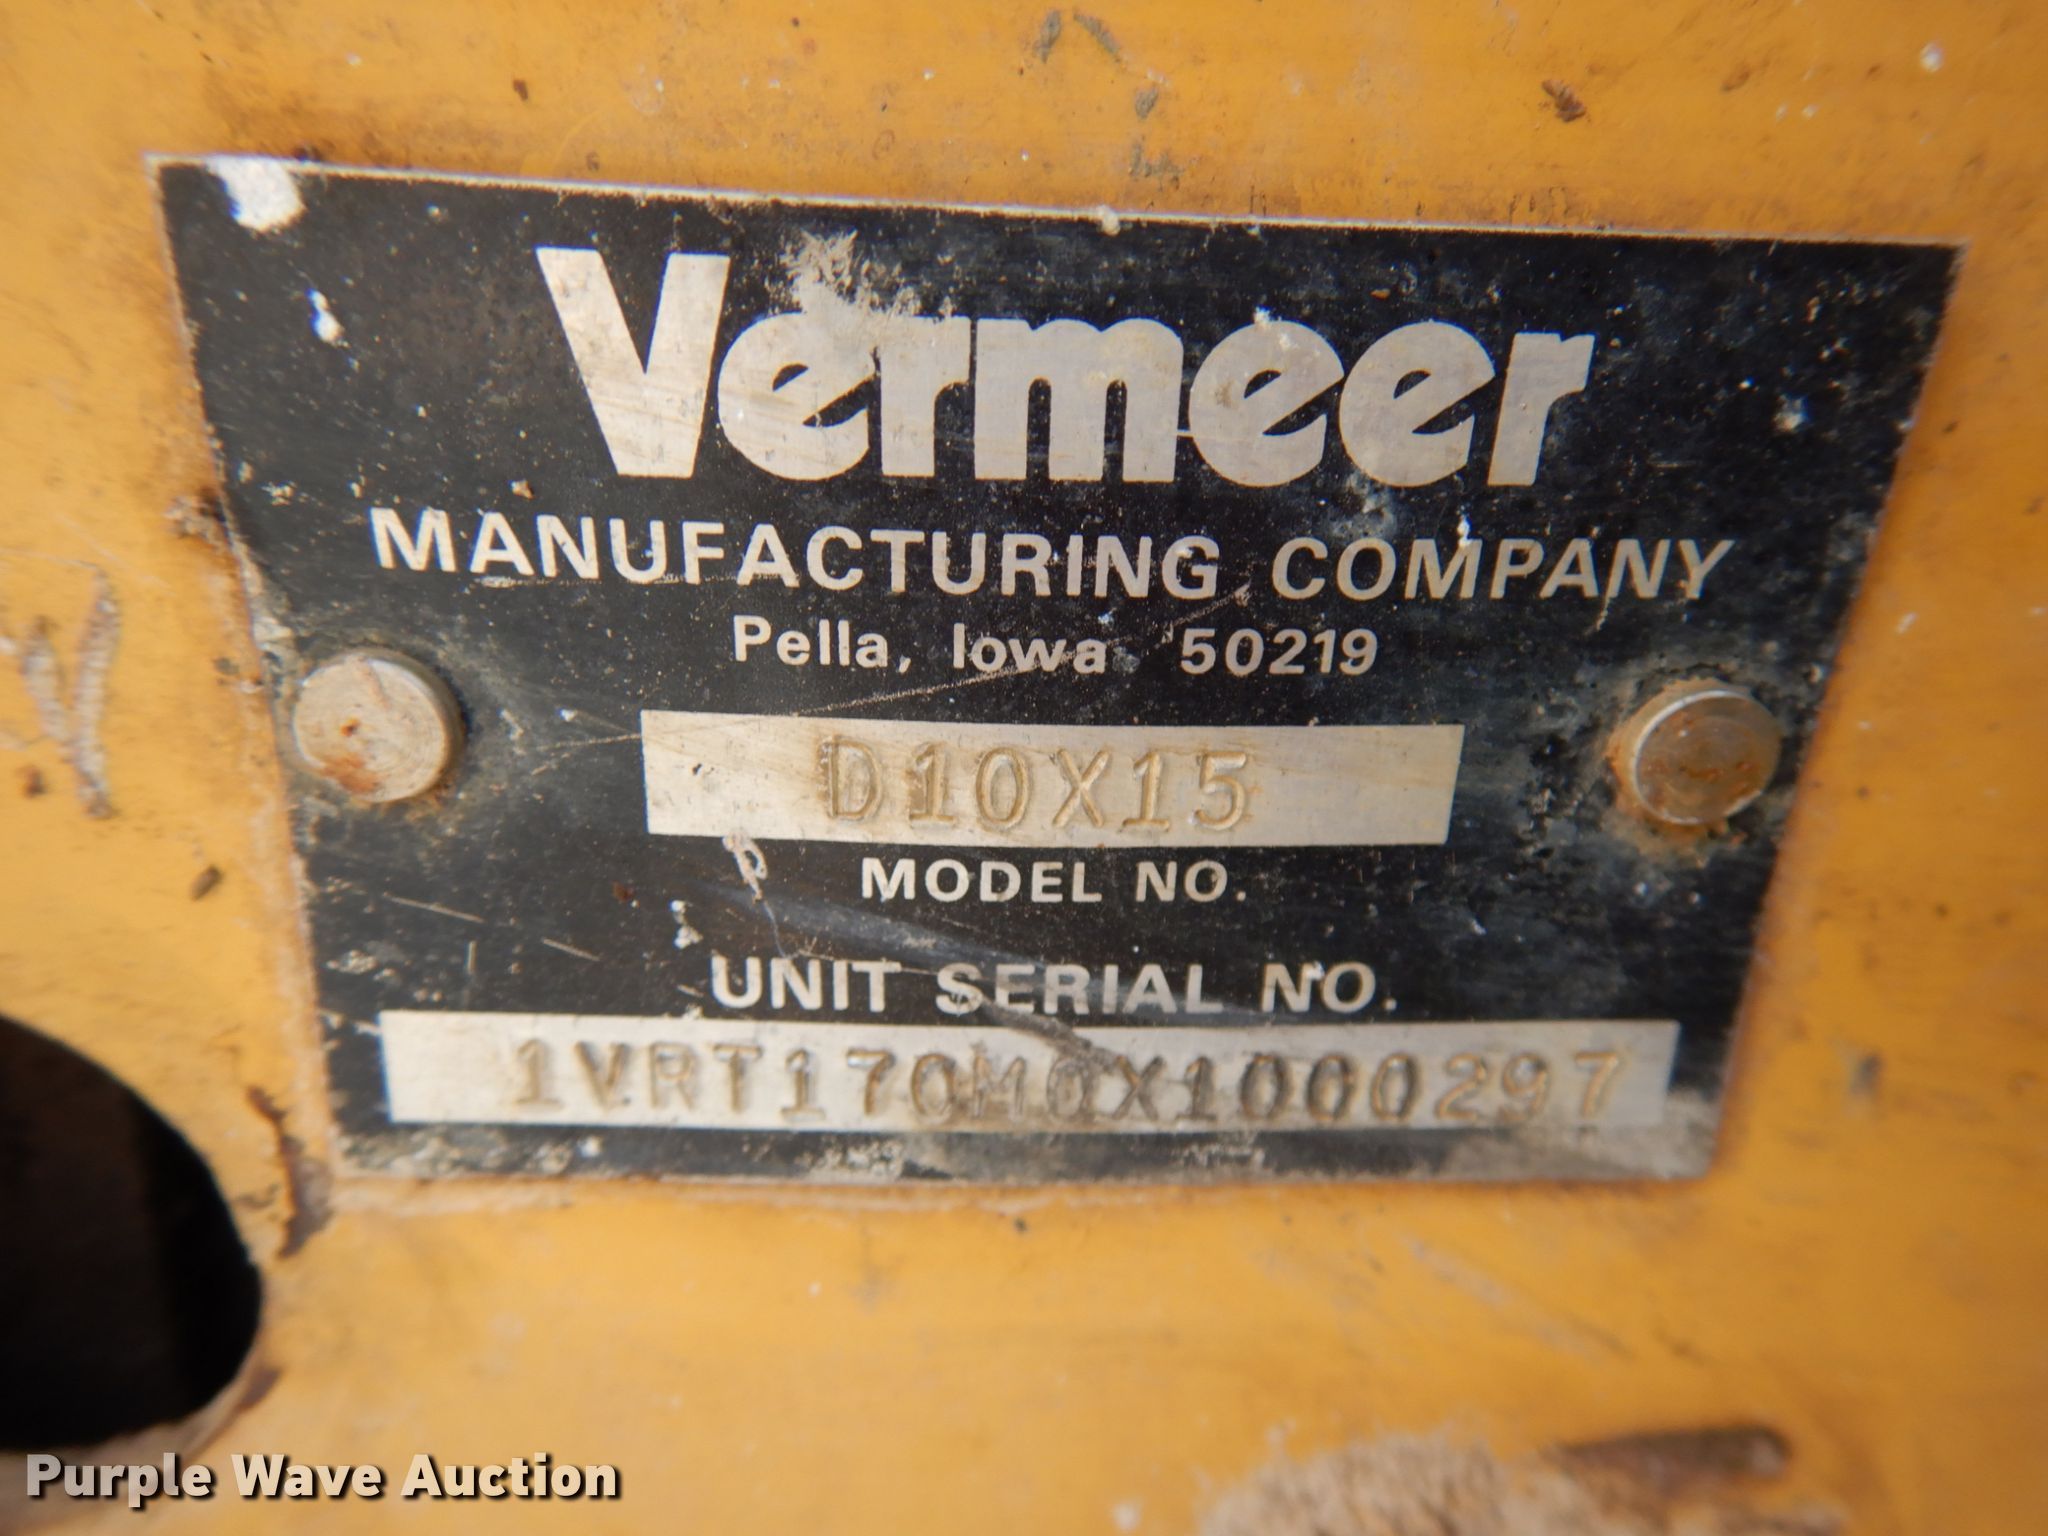 Vermeer
MANUFACTURING COMPANY
Pella, Iowa 50219
D10X15
MODEL NO.
UNIT SERIAL NO.
1VRT170M0X1000297
Purple Wave Auction